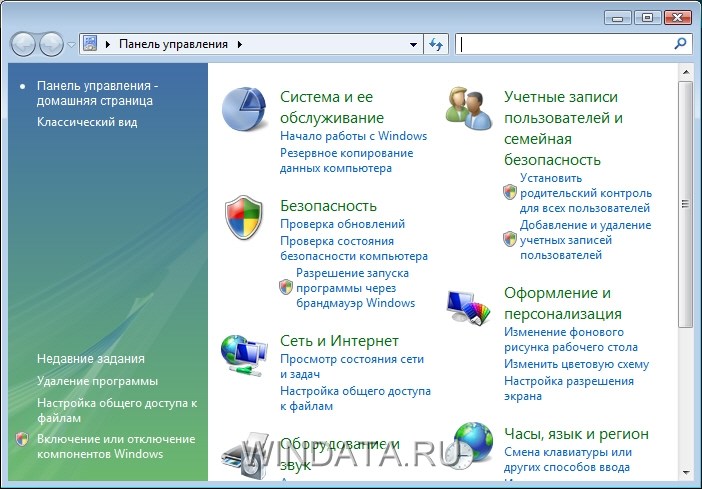 Панель управления
Панель управления -
домашняя страница
Классический вид
Недавние задания
Удаление программы
Настройка общего доступа к
файлам
Включение или отключение
компонентов Windows
Система и ее
обслуживание
Начало работы с Windows
Резервное копирование
данных компьютера
Безопасность
Проверка обновлений
Проверка состояния
безопасности компьютера
Разрешение запуска
программы через
брандмауэр Windows
Сеть и Интернет
Просмотр состояния сети
и задач
Настройка общего доступа
к файлам
Оборудование и
звук
Учетные записи
пользователей и
семейная
безопасность
Установить
родительский контроль
для всех пользователей
Добавление и удаление
учетных записей
пользователей
Оформление и
персонализация
Изменение фонового
рисунка рабочего стола
Изменить цветовую схему
Настройка разрешения
экрана
Часы, язык и регион
Смена клавиатуры или
других способов ввода
WINDATA.RU